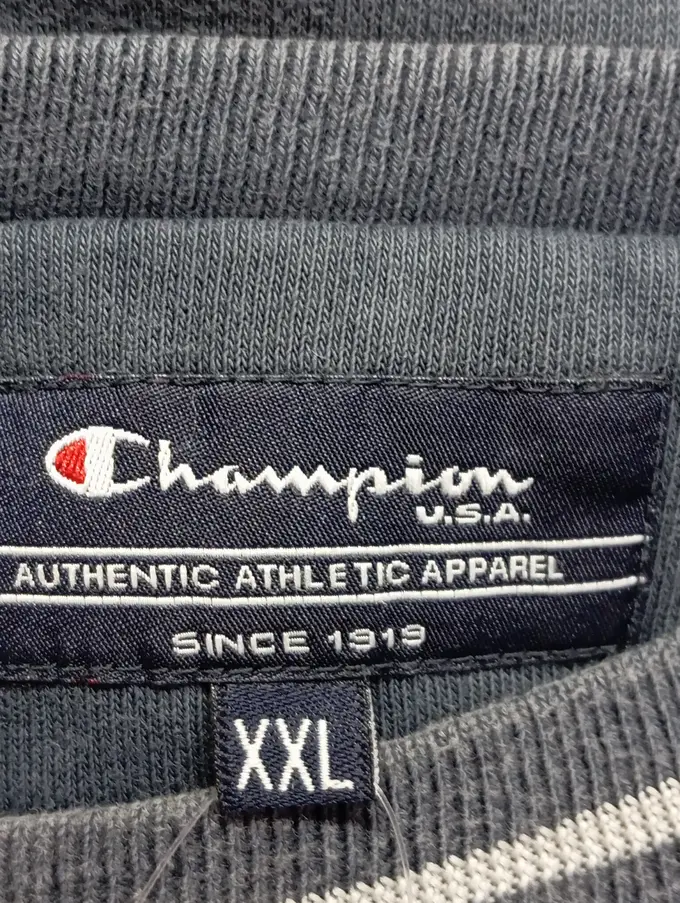 Champion
U.S.A.
AUTHENTIC ATHLETIC APPAREL
SINCE 1919
XXL